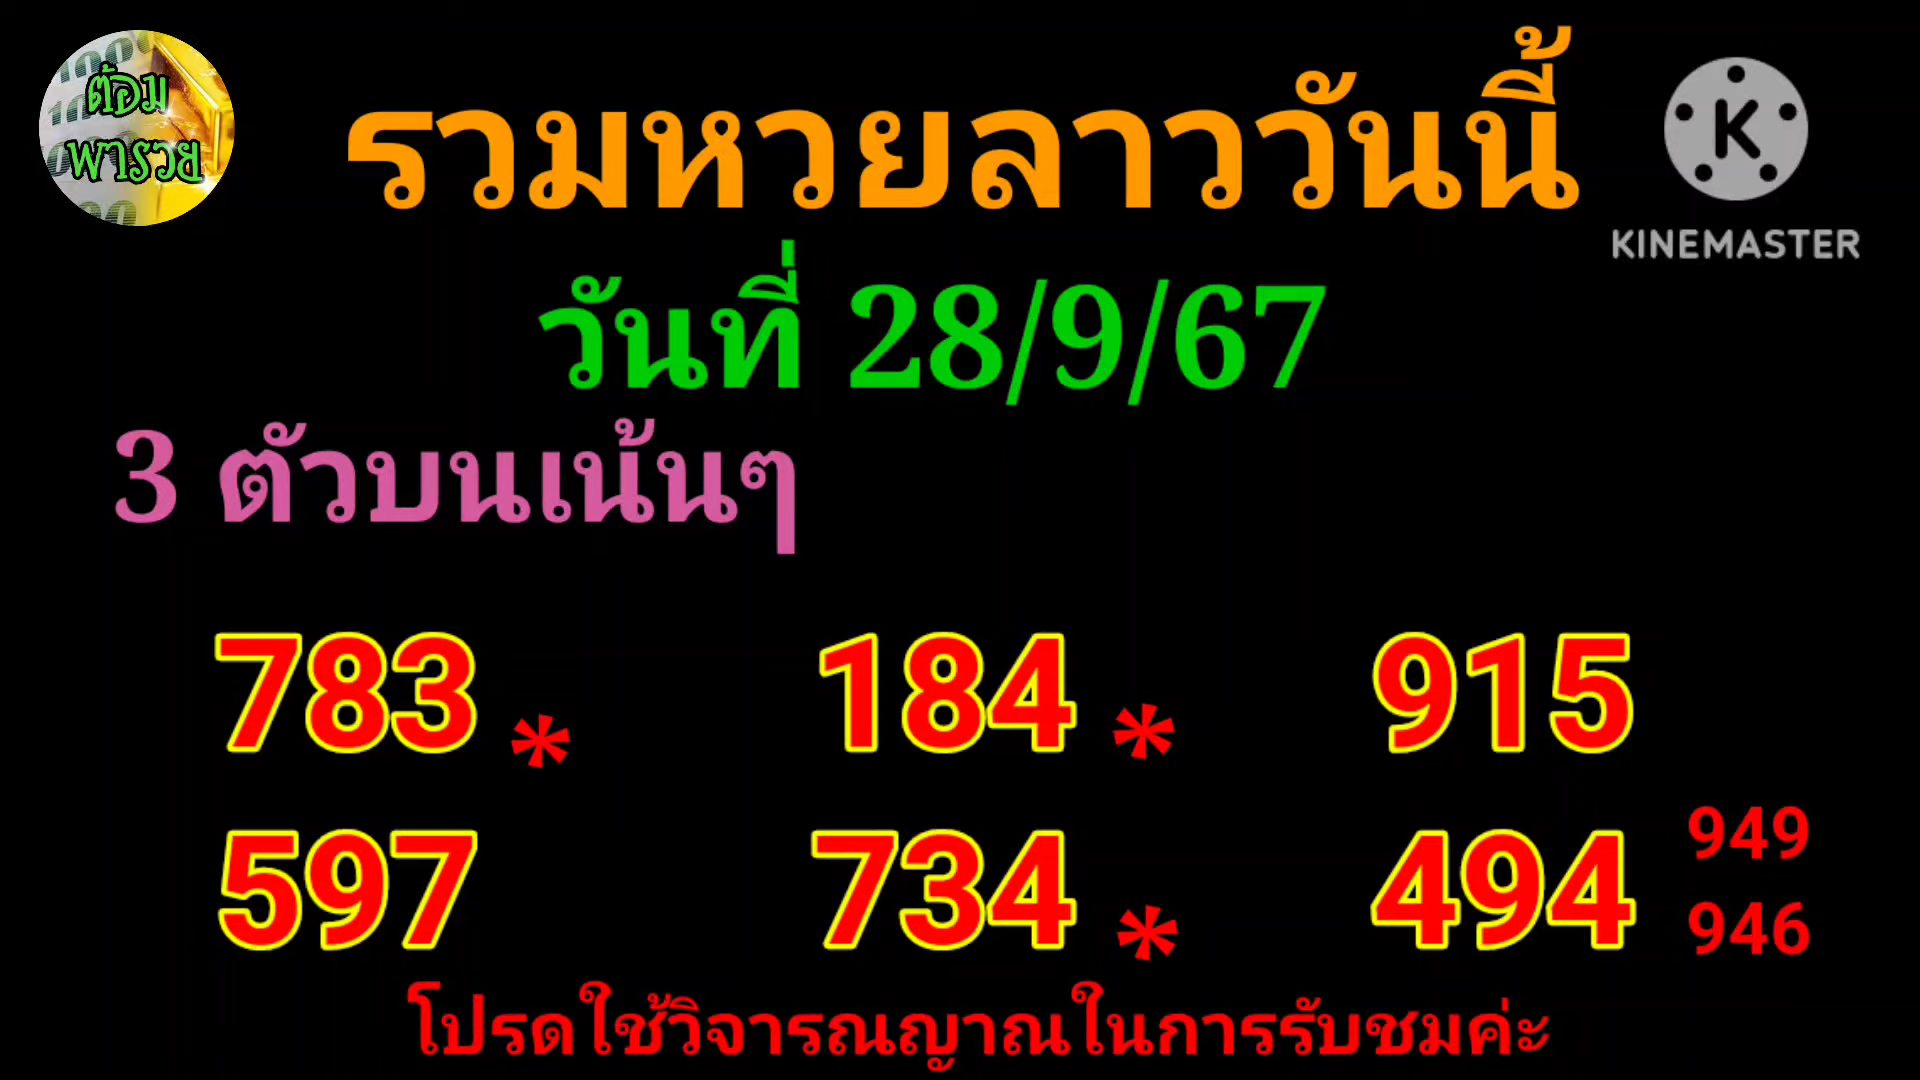 ต้อม
พารวย
รวมหวยลาววันนี้
KINEMASTER
วันที่ 28/9/67
3 ตัวบนเน้นๆ
783 * 184 * 915
597 734 * 494 949
946
โปรดใช้วิจารณญาณในการรับชมค่ะ